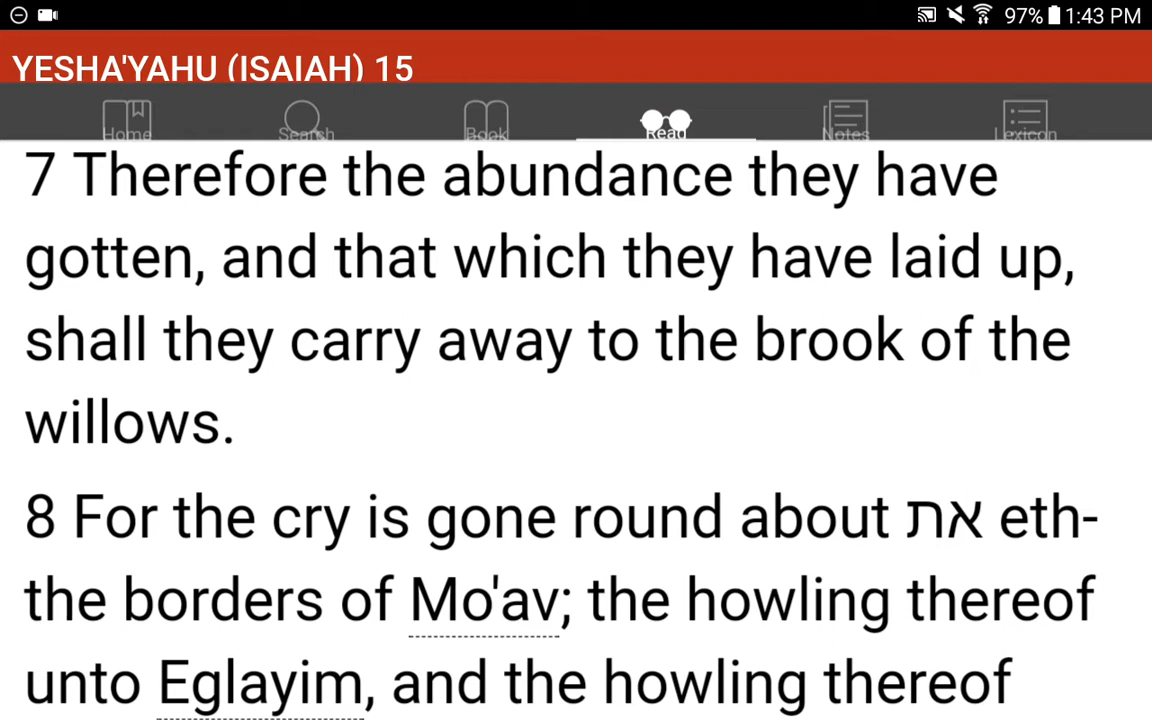 97% 1:43 PM
YESHA'YAHU (ISAIAH) 15
Home Search Book Read Notes Lexicon
7 Therefore the abundance they have
gotten, and that which they have laid up,
shall they carry away to the brook of the
willows.
8 For the cry is gone round about את eth-
the borders of Mo'av; the howling thereof
unto Eglayim, and the howling thereof